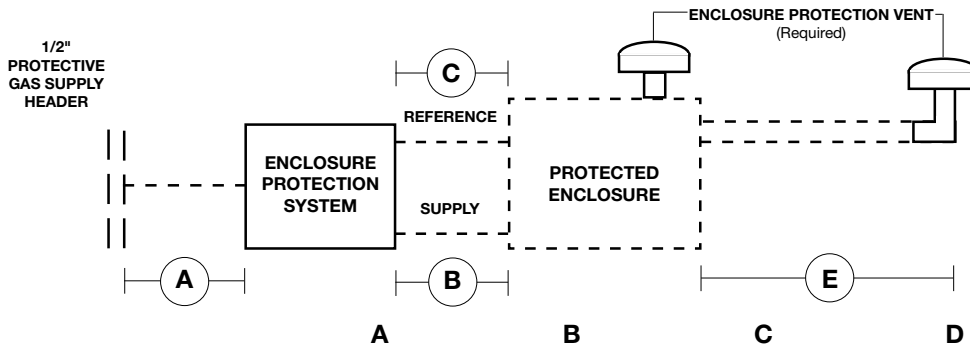 ENCLOSURE PROTECTION VENT
(Required)
1/2"
PROTECTIVE
GAS SUPPLY
HEADER
C
REFERENCE
ENCLOSURE
PROTECTION
SYSTEM
PROTECTED
ENCLOSURE
SUPPLY
A
B
E
A B C D